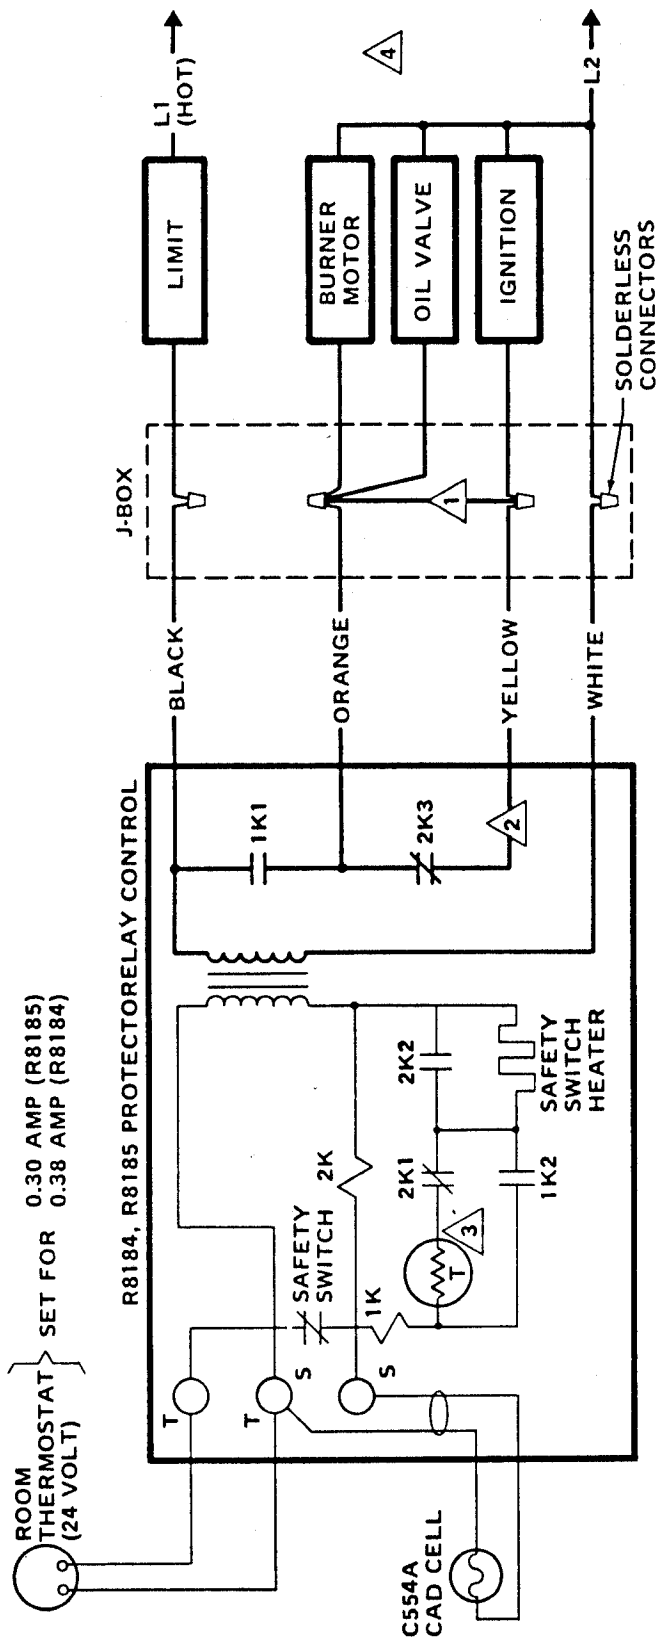 ROOM
THERMOSTAT
(24 VOLT)
SET FOR
0.30 AMP (R8185)
0.38 AMP (R8184)
R8184, R8185 PROTECTORELAY CONTROL
J-BOX
L1
(HOT)
LIMIT
BLACK
T
T
S
S
SAFETY
SWITCH
1K
2K
1K1
ORANGE
BURNER
MOTOR
OIL VALVE
4
2K1
2K2
2K3
3
T
1
2
YELLOW
IGNITION
1K2
SAFETY
SWITCH
HEATER
WHITE
L2
SOLDERLESS
CONNECTORS
C554A
CAD CELL